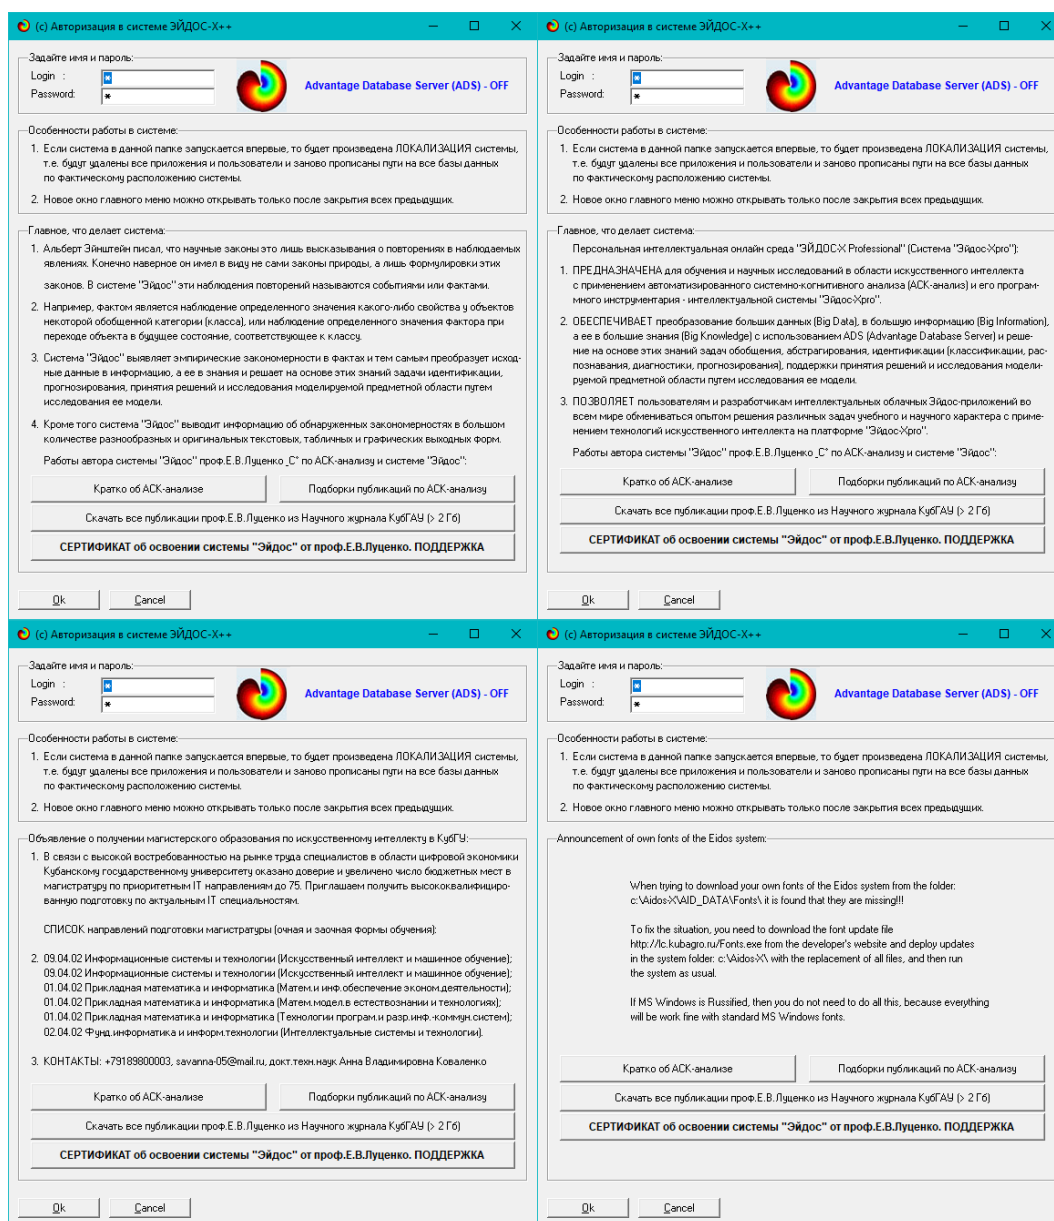 (c) Авторизация в системе ЭЙДОС-X++
Задайте имя и пароль:
Login :
*
Password:
*
Advantage Database Server (ADS) - OFF
Особенности работы в системе:
1. Если система в данной папке запускается впервые, то будет произведена ЛОКАЛИЗАЦИЯ системы,
т.е. будут удалены все приложения и пользователи и заново прописаны пути на все базы данных
по фактическому расположению системы.
2. Новое окно главного меню можно открывать только после закрытия всех предыдущих.
Главное, что делает система:
1. Альберт Эйнштейн писал, что научные законы это лишь высказывания о повторениях в наблюдаемых
явлениях. Конечно наверное он имел в виду не сами законы природы, а лишь формулировки этих
законов. В системе "Эйдос" эти наблюдения повторений называются событиями или фактами.
2. Например, фактом является наблюдение определенного значения какого-либо свойства у объектов
некоторой обобщенной категории (класса), или наблюдение определенного значения фактора при
переходе объекта в будущее состояние, соответствующее к классу.
3. Система "Эйдос" выявляет эмпирические закономерности в фактах и тем самым преобразует исход-
ные данные в информацию, а ее в знания и решает на основе этих знаний задачи идентификации,
прогнозирования, принятия решений и исследования моделируемой предметной области путем
исследования ее модели.
4. Кроме того система "Эйдос" выводит информацию об обнаруженных закономерностях в большом
количестве разнообразных и оригинальных текстовых, табличных и графических выходных форм.
Работы автора системы "Эйдос" проф.Е.В.Луценко _С° по АСК-анализу и системе "Эйдос":
Кратко об АСК-анализе
Подборки публикаций по АСК-анализу
Скачать все публикации проф.Е.В.Луценко из Научного журнала КубГАУ (> 2 Гб)
СЕРТИФИКАТ об освоении системы "Эйдос" от проф.Е.В.Луценко. ПОДДЕРЖКА
Ok
Cancel
(c) Авторизация в системе ЭЙДОС-X++
Задайте имя и пароль:
Login :
*
Password:
*
Advantage Database Server (ADS) - OFF
Особенности работы в системе:
1. Если система в данной папке запускается впервые, то будет произведена ЛОКАЛИЗАЦИЯ системы,
т.е. будут удалены все приложения и пользователи и заново прописаны пути на все базы данных
по фактическому расположению системы.
2. Новое окно главного меню можно открывать только после закрытия всех предыдущих.
Главное, что делает система:
Персональная интеллектуальная онлайн среда "ЭЙДОС-X Professional" (Система "Эйдос-Xpro"):
1. ПРЕДНАЗНАЧЕНА для обучения и научных исследований в области искусственного интеллекта
с применением автоматизированного системно-когнитивного анализа (АСК-анализ) и его програм-
много инструментария - интеллектуальной системы "Эйдос-Xpro".
2. ОБЕСПЕЧИВАЕТ преобразование больших данных (Big Data), в большую информацию (Big Information),
а ее в большие знания (Big Knowledge) с использованием ADS (Advantage Database Server) и реше-
ние на основе этих знаний задач обобщения, абстрагирования, идентификации (классификации, рас-
познавания, диагностики, прогнозирования), поддержки принятия решений и исследования модели-
руемой предметной области путем исследования ее модели.
3. ПОЗВОЛЯЕТ пользователям и разработчикам интеллектуальных облачных Эйдос-приложений во
всем мире обмениваться опытом решения различных задач учебного и научного характера с приме-
нением технологий искусственного интеллекта на платформе "Эйдос-Xpro".
Работы автора системы "Эйдос" проф.Е.В.Луценко _С° по АСК-анализу и системе "Эйдос":
Кратко об АСК-анализе
Подборки публикаций по АСК-анализу
Скачать все публикации проф.Е.В.Луценко из Научного журнала КубГАУ (> 2 Гб)
СЕРТИФИКАТ об освоении системы "Эйдос" от проф.Е.В.Луценко. ПОДДЕРЖКА
Ok
Cancel
(c) Авторизация в системе ЭЙДОС-X++
Задайте имя и пароль:
Login :
*
Password:
*
Advantage Database Server (ADS) - OFF
Особенности работы в системе:
1. Если система в данной папке запускается впервые, то будет произведена ЛОКАЛИЗАЦИЯ системы,
т.е. будут удалены все приложения и пользователи и заново прописаны пути на все базы данных
по фактическому расположению системы.
2. Новое окно главного меню можно открывать только после закрытия всех предыдущих.
Объявление о получении магистерского образования по искусственному интеллекту в КубГУ:
1. В связи с высокой востребованностью на рынке труда специалистов в области цифровой экономики
Кубанскому государственному университету оказано доверие и увеличено число бюджетных мест в
магистратуру по приоритетным IT направлениям до 75. Приглашаем получить высококвалифициро-
ванную подготовку по актуальным IT специальностям.
СПИСОК направлений подготовки магистратуры (очная и заочная формы обучения):
2. 09.04.02 Информационные системы и технологии (Искусственный интеллект и машинное обучение);
09.04.02 Информационные системы и технологии (Искусственный интеллект и машинное обучение);
01.04.02 Прикладная математика и информатика (Матем.и инф.обеспечение эконом.деятельности);
01.04.02 Прикладная математика и информатика (Матем.модел.в естествознании и технологиях);
01.04.02 Прикладная математика и информатика (Технологии програм.и разр.инф.-коммун.систем);
02.04.02 Фунд.информатика и информ.технологии (Интеллектуальные системы и технологии).
3. КОНТАКТЫ: +79189800003, savanna-05@mail.ru, докт.техн.наук Анна Владимировна Коваленко
Кратко об АСК-анализе
Подборки публикаций по АСК-анализу
Скачать все публикации проф.Е.В.Луценко из Научного журнала КубГАУ (> 2 Гб)
СЕРТИФИКАТ об освоении системы "Эйдос" от проф.Е.В.Луценко. ПОДДЕРЖКА
Ok
Cancel
(c) Авторизация в системе ЭЙДОС-X++
Задайте имя и пароль:
Login :
*
Password:
*
Advantage Database Server (ADS) - OFF
Особенности работы в системе:
1. Если система в данной папке запускается впервые, то будет произведена ЛОКАЛИЗАЦИЯ системы,
т.е. будут удалены все приложения и пользователи и заново прописаны пути на все базы данных
по фактическому расположению системы.
2. Новое окно главного меню можно открывать только после закрытия всех предыдущих.
Announcement of own fonts of the Eidos system:
When trying to download your own fonts of the Eidos system from the folder:
c:\Aidos-X\AID_DATA\Fonts\ it is found that they are missing!!!
To fix the situation, you need to download the font update file
http://lc.kubagro.ru/Fonts.exe from the developer's website and deploy updates
in the system folder: c:\Aidos-X\ with the replacement of all files, and then run
the system as usual.
If MS Windows is Russified, then you do not need to do all this, because everything
will be work fine with standard MS Windows fonts.
Кратко об АСК-анализе
Подборки публикаций по АСК-анализу
Скачать все публикации проф.Е.В.Луценко из Научного журнала КубГАУ (> 2 Гб)
СЕРТИФИКАТ об освоении системы "Эйдос" от проф.Е.В.Луценко. ПОДДЕРЖКА
Ok
Cancel